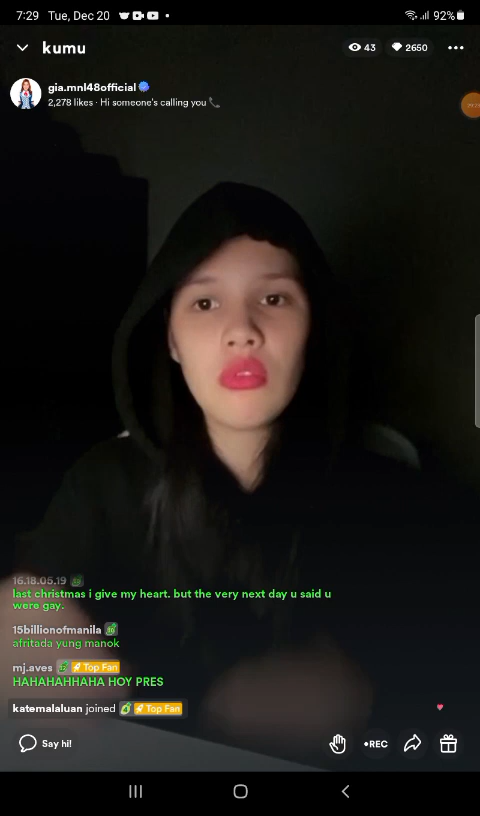 7:29 Tue, Dec 20 92%
kumu 43 2650
gia.mnl48official
2,278 likes · Hi someone's calling you
16.18.05.19
last christmas i give my heart. but the very next day u said u
were gay.
15billionofmanila
afritada yung manok
mj.aves Top Fan
HAHAHAHHAHA HOY PRES
katemalaluan joined Top Fan
Say hi! •REC